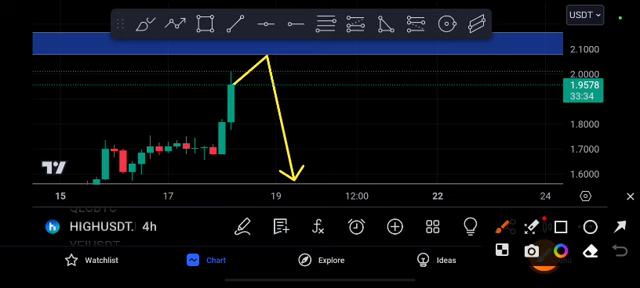 USDT
2.1000
2.0000
1.9578
33:34
1.8000
1.7000
1.6000
15 17 19 12:00 22 24
HIGHUSDT. 4h
Watchlist Chart Explore Ideas